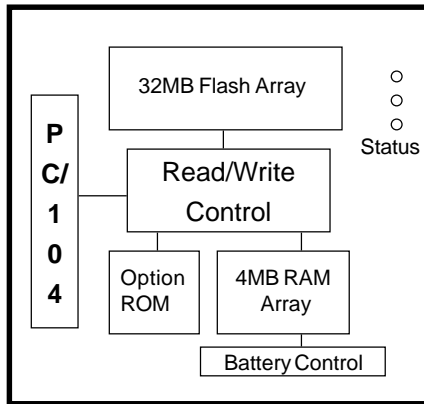 32MB Flash Array
Status
P
C/
1
0
4
Read/Write
Control
Option
ROM
4MB RAM
Array
Battery Control